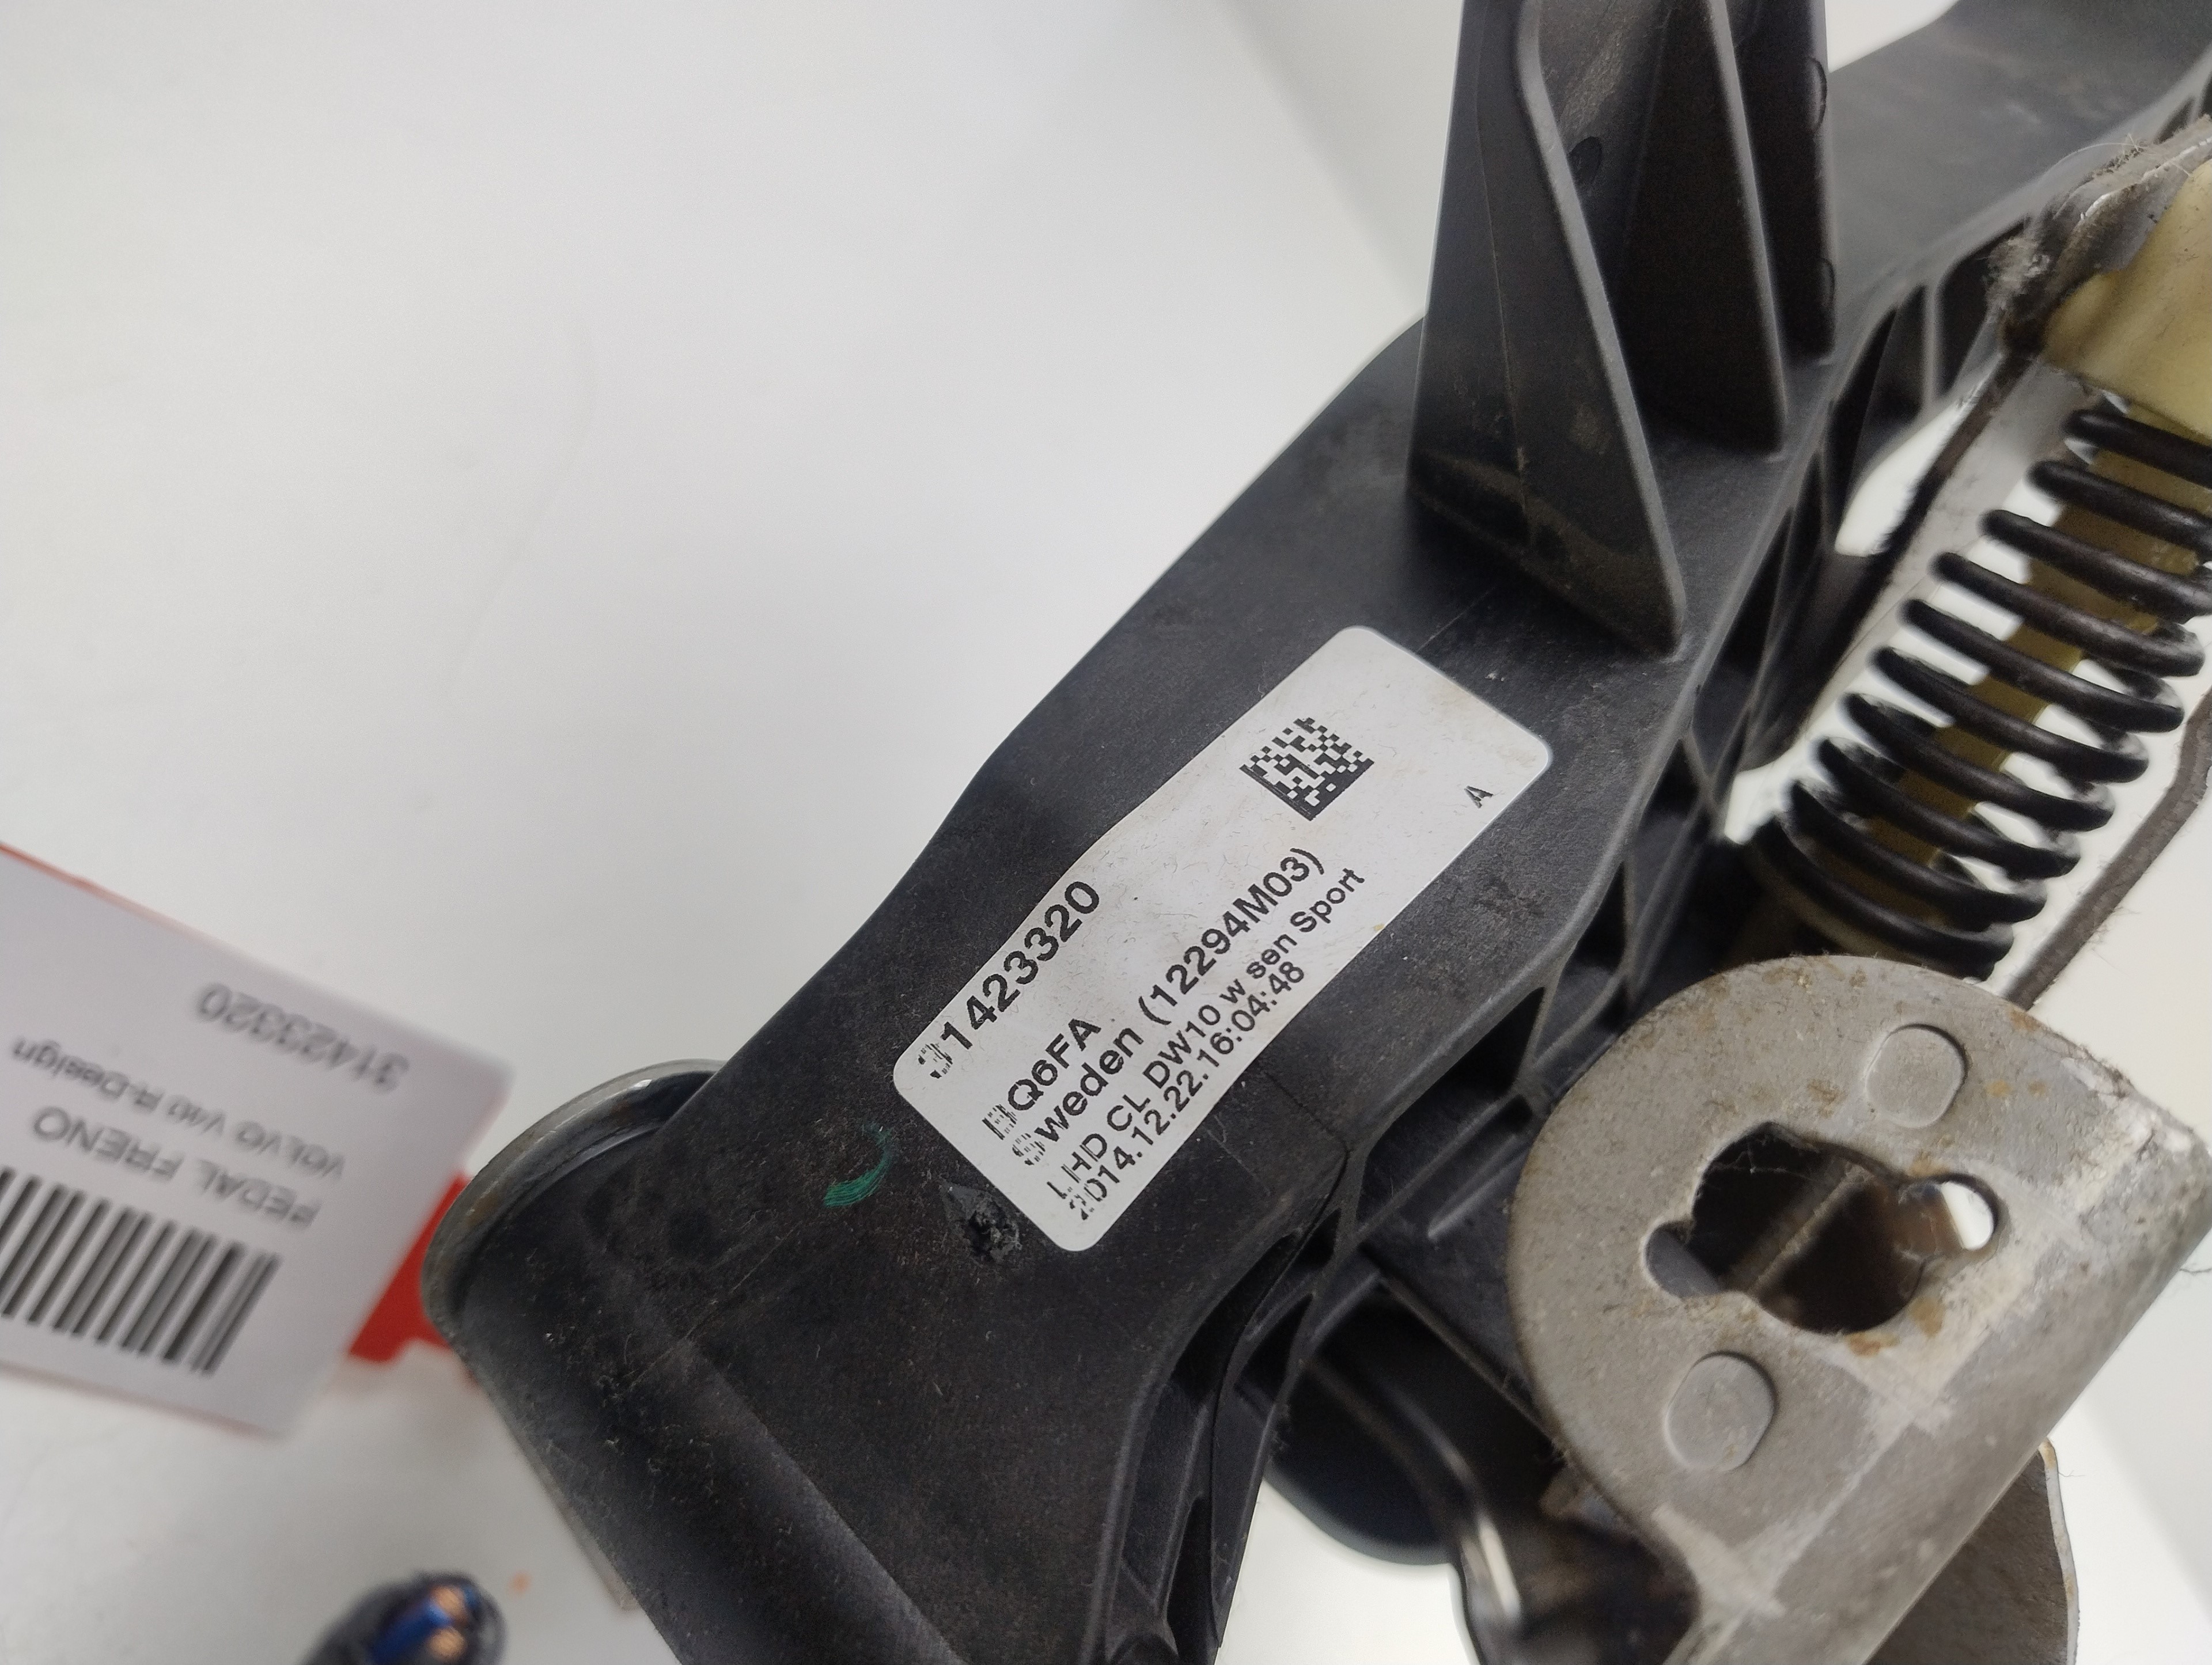 31423320
BQ6FA
Sweden (12294M03)
LHD CL DW10 w sen Sport
2014.12.22.16:04:48
A
PEDAL FRENO
VOLVO V40 R-Design
31423320